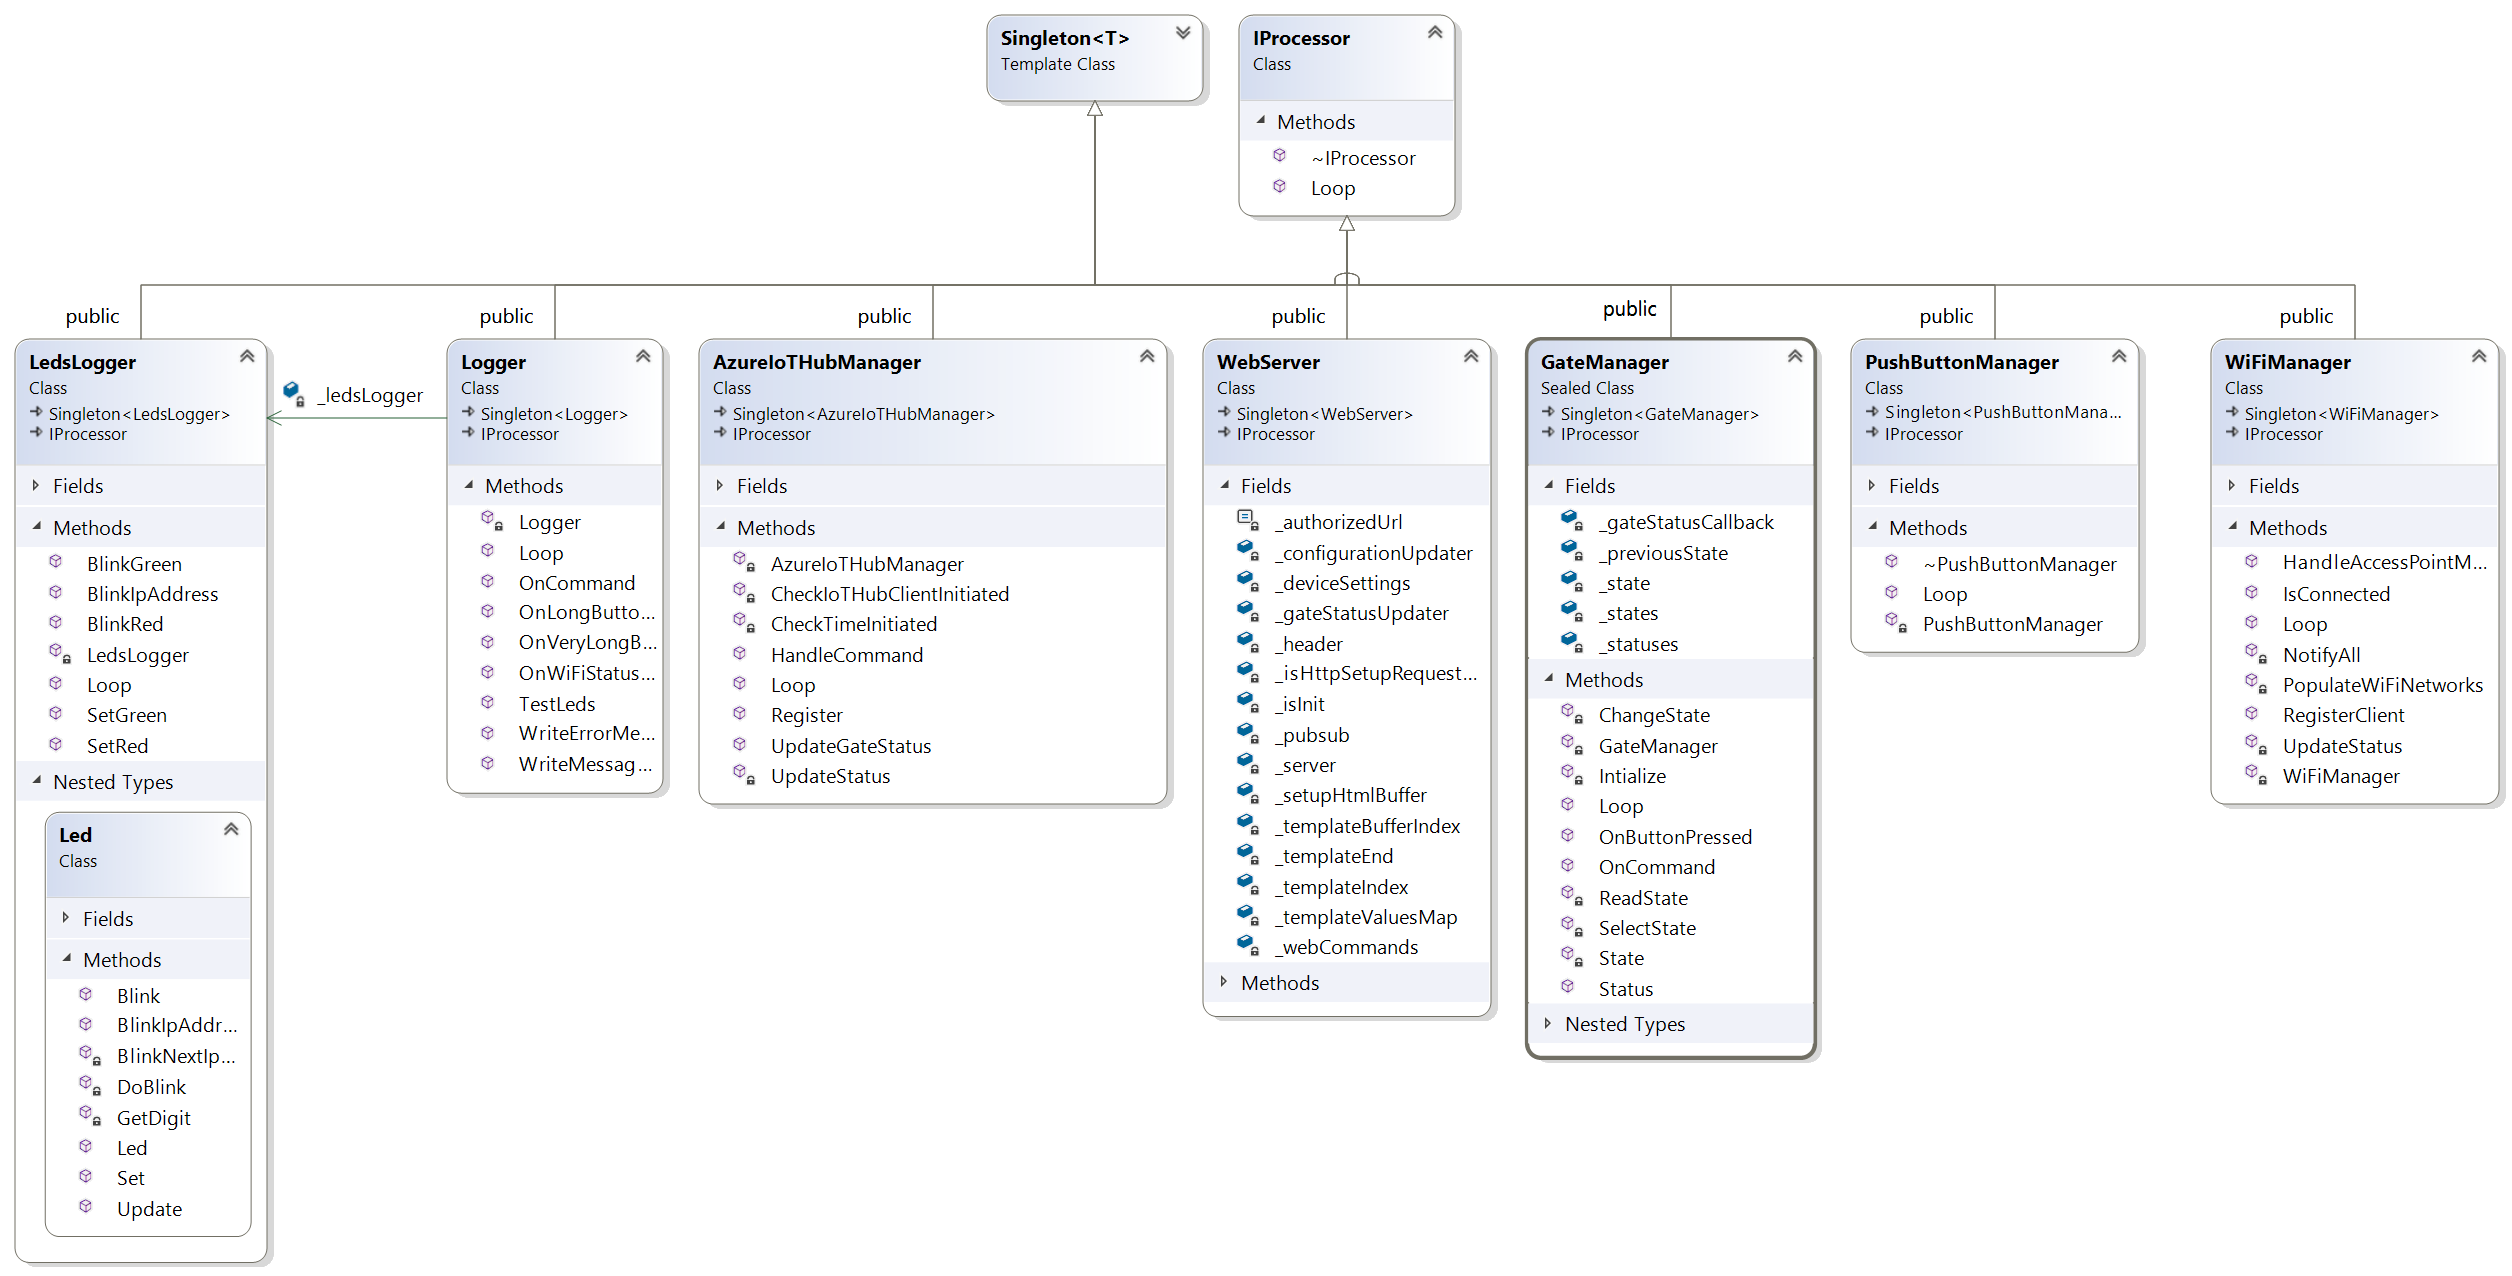 Singleton<T>
Template Class
IProcessor
Class
Methods
~IProcessor
Loop
public
public
public
public
public
public
public
LedsLogger
Class
Singleton<LedsLogger>
IProcessor
Fields
Methods
BlinkGreen
BlinkIpAddress
BlinkRed
LedsLogger
Loop
SetGreen
SetRed
Nested Types
Led
Class
Fields
Methods
Blink
BlinkIpAddr...
BlinkNextIp...
DoBlink
GetDigit
Led
Set
Update
_ledsLogger
Logger
Class
Singleton<Logger>
IProcessor
Methods
Logger
Loop
OnCommand
OnLongButto...
OnVeryLongB...
OnWiFiStatus...
TestLeds
WriteErrorMe...
WriteMessag...
AzureIoTHubManager
Class
Singleton<AzureIoTHubManager>
IProcessor
Fields
Methods
AzureIoTHubManager
CheckIoTHubClientInitiated
CheckTimeInitiated
HandleCommand
Loop
Register
UpdateGateStatus
UpdateStatus
WebServer
Class
Singleton<WebServer>
IProcessor
Fields
_authorizedUrl
_configurationUpdater
_deviceSettings
_gateStatusUpdater
_header
_isHttpSetupRequest...
_isInit
_pubsub
_server
_setupHtmlBuffer
_templateBufferIndex
_templateEnd
_templateIndex
_templateValuesMap
_webCommands
Methods
GateManager
Sealed Class
Singleton<GateManager>
IProcessor
Fields
_gateStatusCallback
_previousState
_state
_states
_statuses
Methods
ChangeState
GateManager
Intialize
Loop
OnButtonPressed
OnCommand
ReadState
SelectState
State
Status
Nested Types
PushButtonManager
Class
Singleton<PushButtonMana...
IProcessor
Fields
Methods
~PushButtonManager
Loop
PushButtonManager
WiFiManager
Class
Singleton<WiFiManager>
IProcessor
Fields
Methods
HandleAccessPointM...
IsConnected
Loop
NotifyAll
PopulateWiFiNetworks
RegisterClient
UpdateStatus
WiFiManager